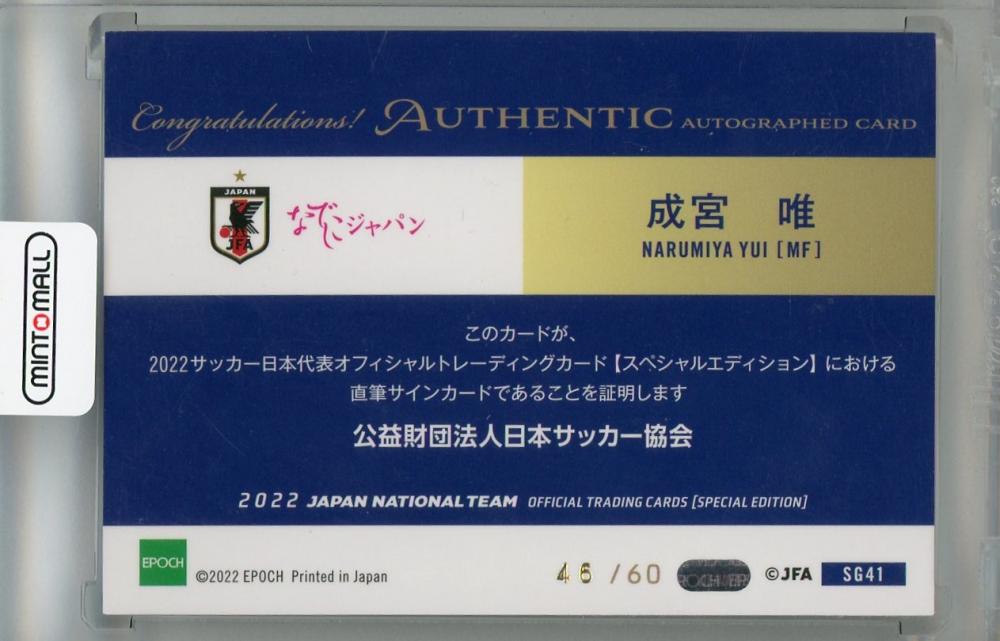 Congratulations! AUTHENTIC AUTOGRAPHED CARD
JAPAN
JFA
なでしこジャパン
成宮 唯
NARUMIYA YUI [MF]
MINT MALL
このカードが、
2022サッカー日本代表オフィシャルトレーディングカード【スペシャルエディション】における
直筆サインカードであることを証明します
公益財団法人日本サッカー協会
2022 JAPAN NATIONAL TEAM OFFICIAL TRADING CARDS [SPECIAL EDITION]
EPOCH
©2022 EPOCH Printed in Japan
46 /60
©JFA
SG41